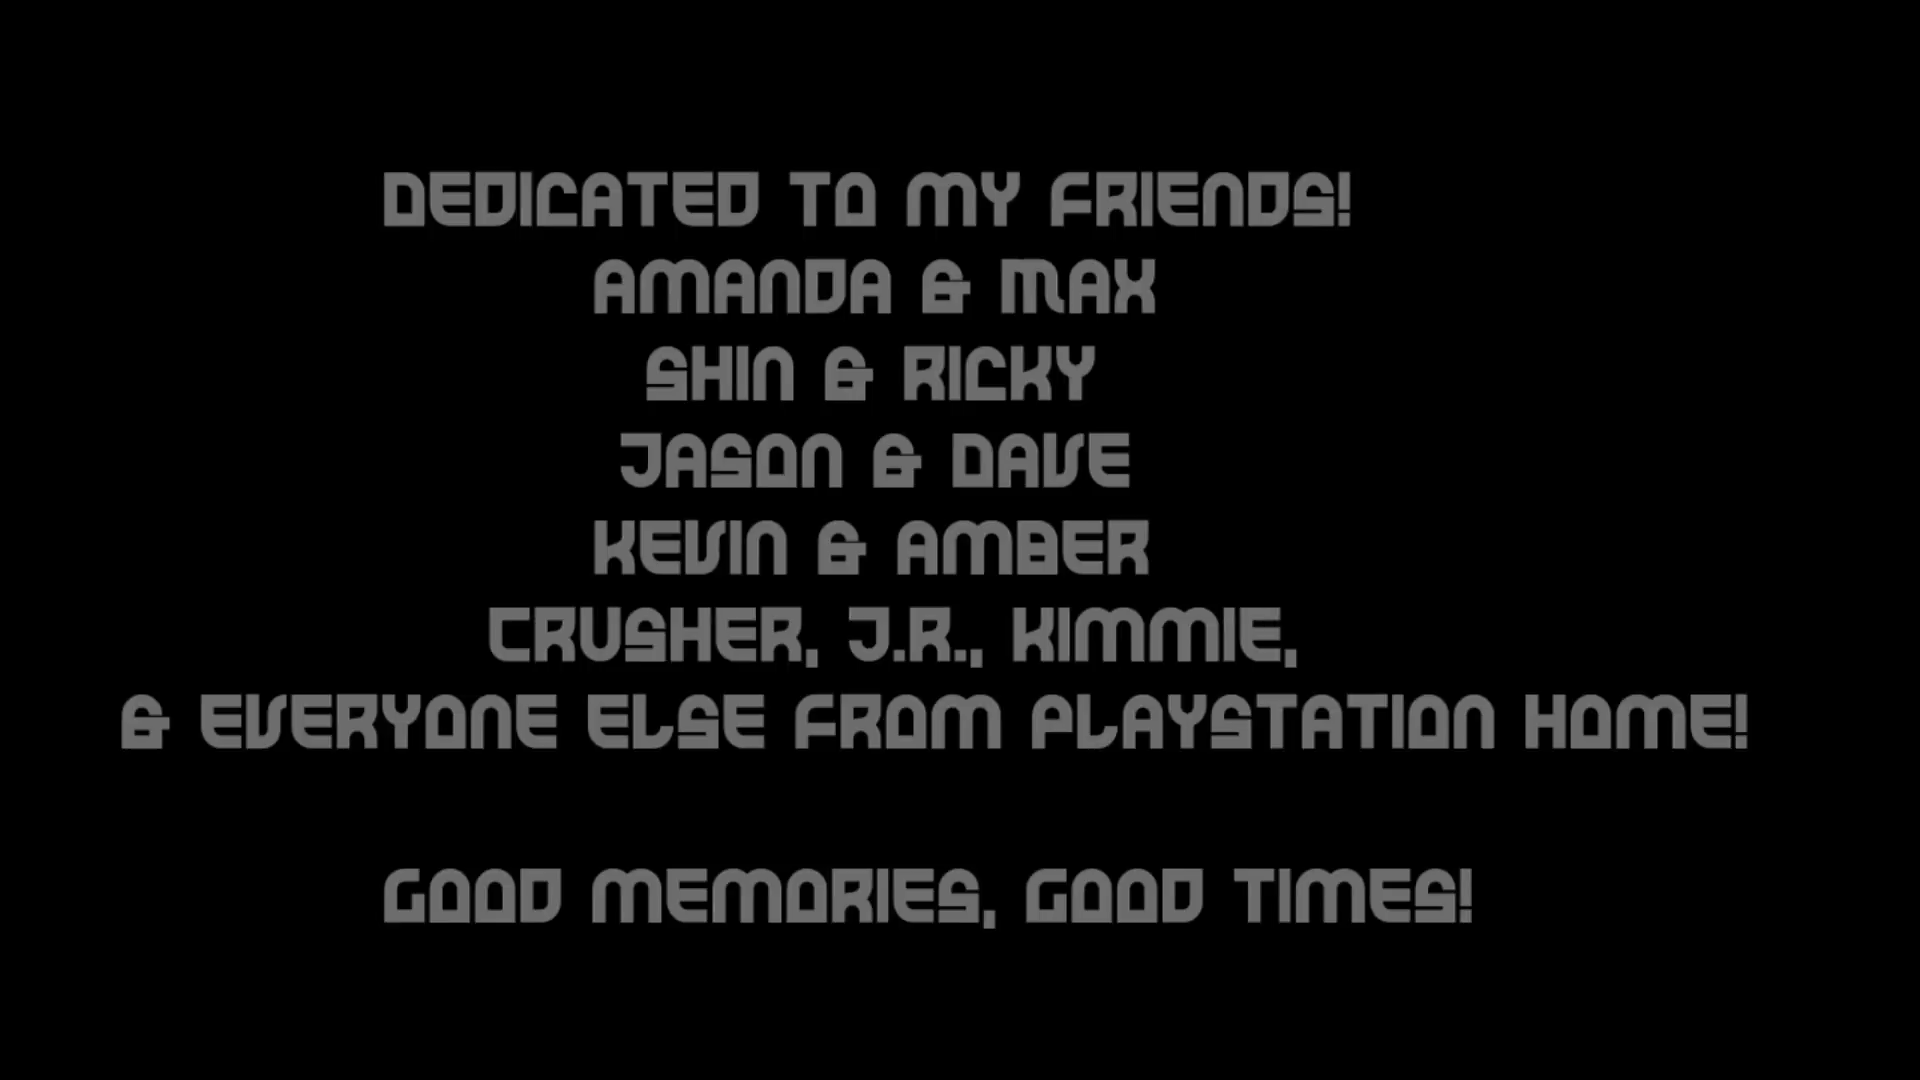 DEDICATED TO MY FRIENDS!
AMANDA & MAX
SHIN & RICKY
JASON & DAVE
KEVIN & AMBER
CRUSHER, J.R., KIMMIE,
& EVERYONE ELSE FROM PLAYSTATION HOME!
GOOD MEMORIES, GOOD TIMES!